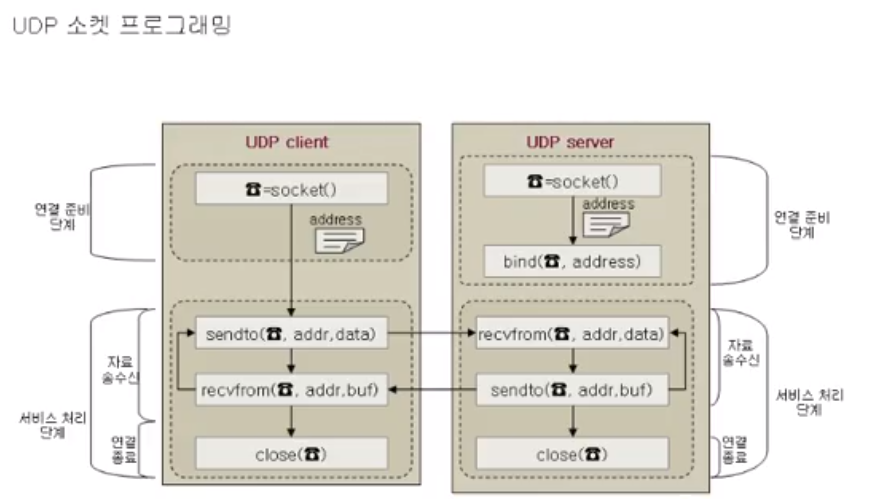 UDP 소켓 프로그래밍
UDP client
☎=socket()
address
sendto(☎, addr,data)
recvfrom(☎, addr,buf)
close(☎)
UDP server
☎=socket()
address
bind(☎, address)
recvfrom(☎, addr,data)
sendto(☎, addr,buf)
close(☎)
연결 준비
단계
자료
송수신
서비스 처리
단계
연결
종료
연결 준비
단계
자료
송수신
서비스 처리
단계
연결
종료